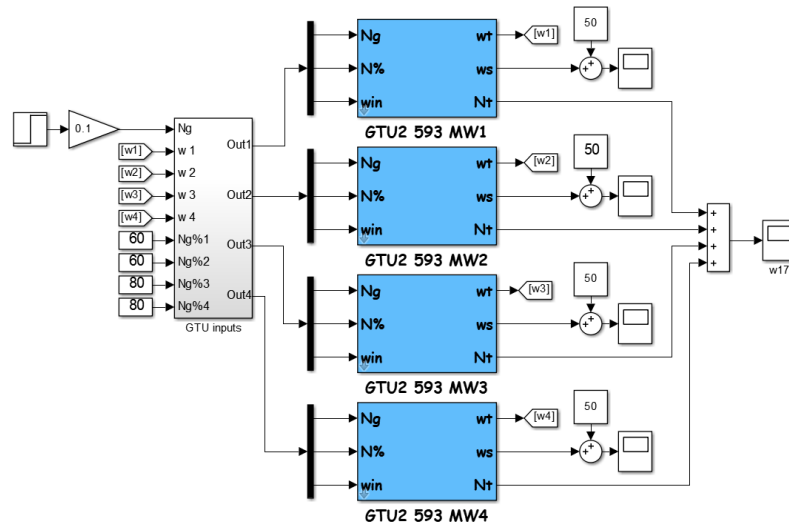 50
Ng
wt
[w1]
N%
ws
win
Nt
GTU2 593 MW1
0.1
Ng
[w1]
w 1
Out1
[w2]
w 2
[w3]
w 3
Out2
[w4]
w 4
60
Ng%1
60
Ng%2
Out3
80
Ng%3
80
Ng%4
Out4
GTU inputs
50
Ng
wt
[w2]
N%
ws
win
Nt
GTU2 593 MW2
50
Ng
wt
[w3]
N%
ws
win
Nt
GTU2 593 MW3
50
Ng
wt
[w4]
N%
ws
win
Nt
GTU2 593 MW4
w17